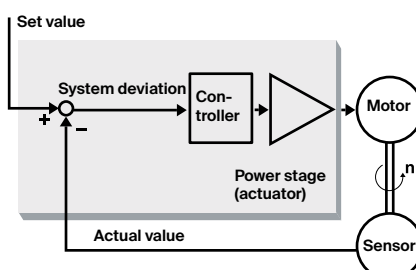 Set value
System deviation
Con-
troller
Motor
+
−
n
Power stage
(actuator)
Actual value
Sensor